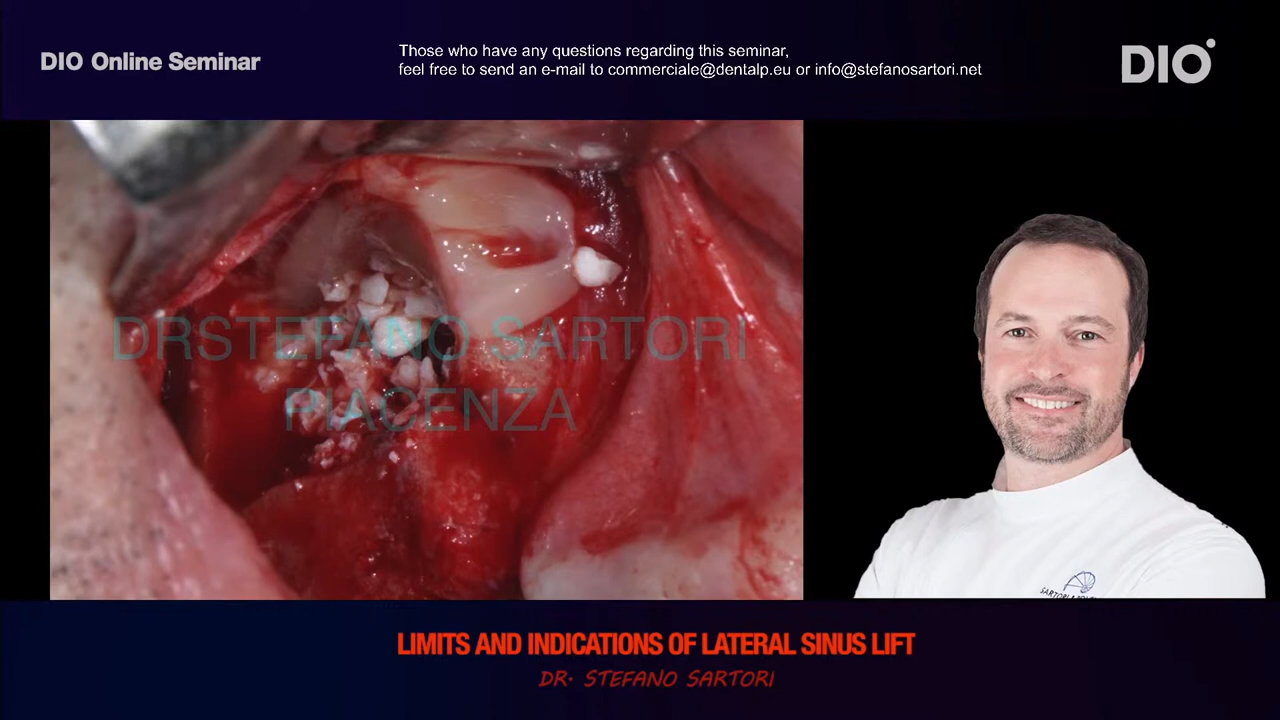 DIO Online Seminar
Those who have any questions regarding this seminar,
feel free to send an e-mail to commerciale@dentalp.eu or info@stefanosartori.net
DIO
DRSTEFANO SARTORI
PIACENZA
LIMITS AND INDICATIONS OF LATERAL SINUS LIFT
DR. STEFANO SARTORI